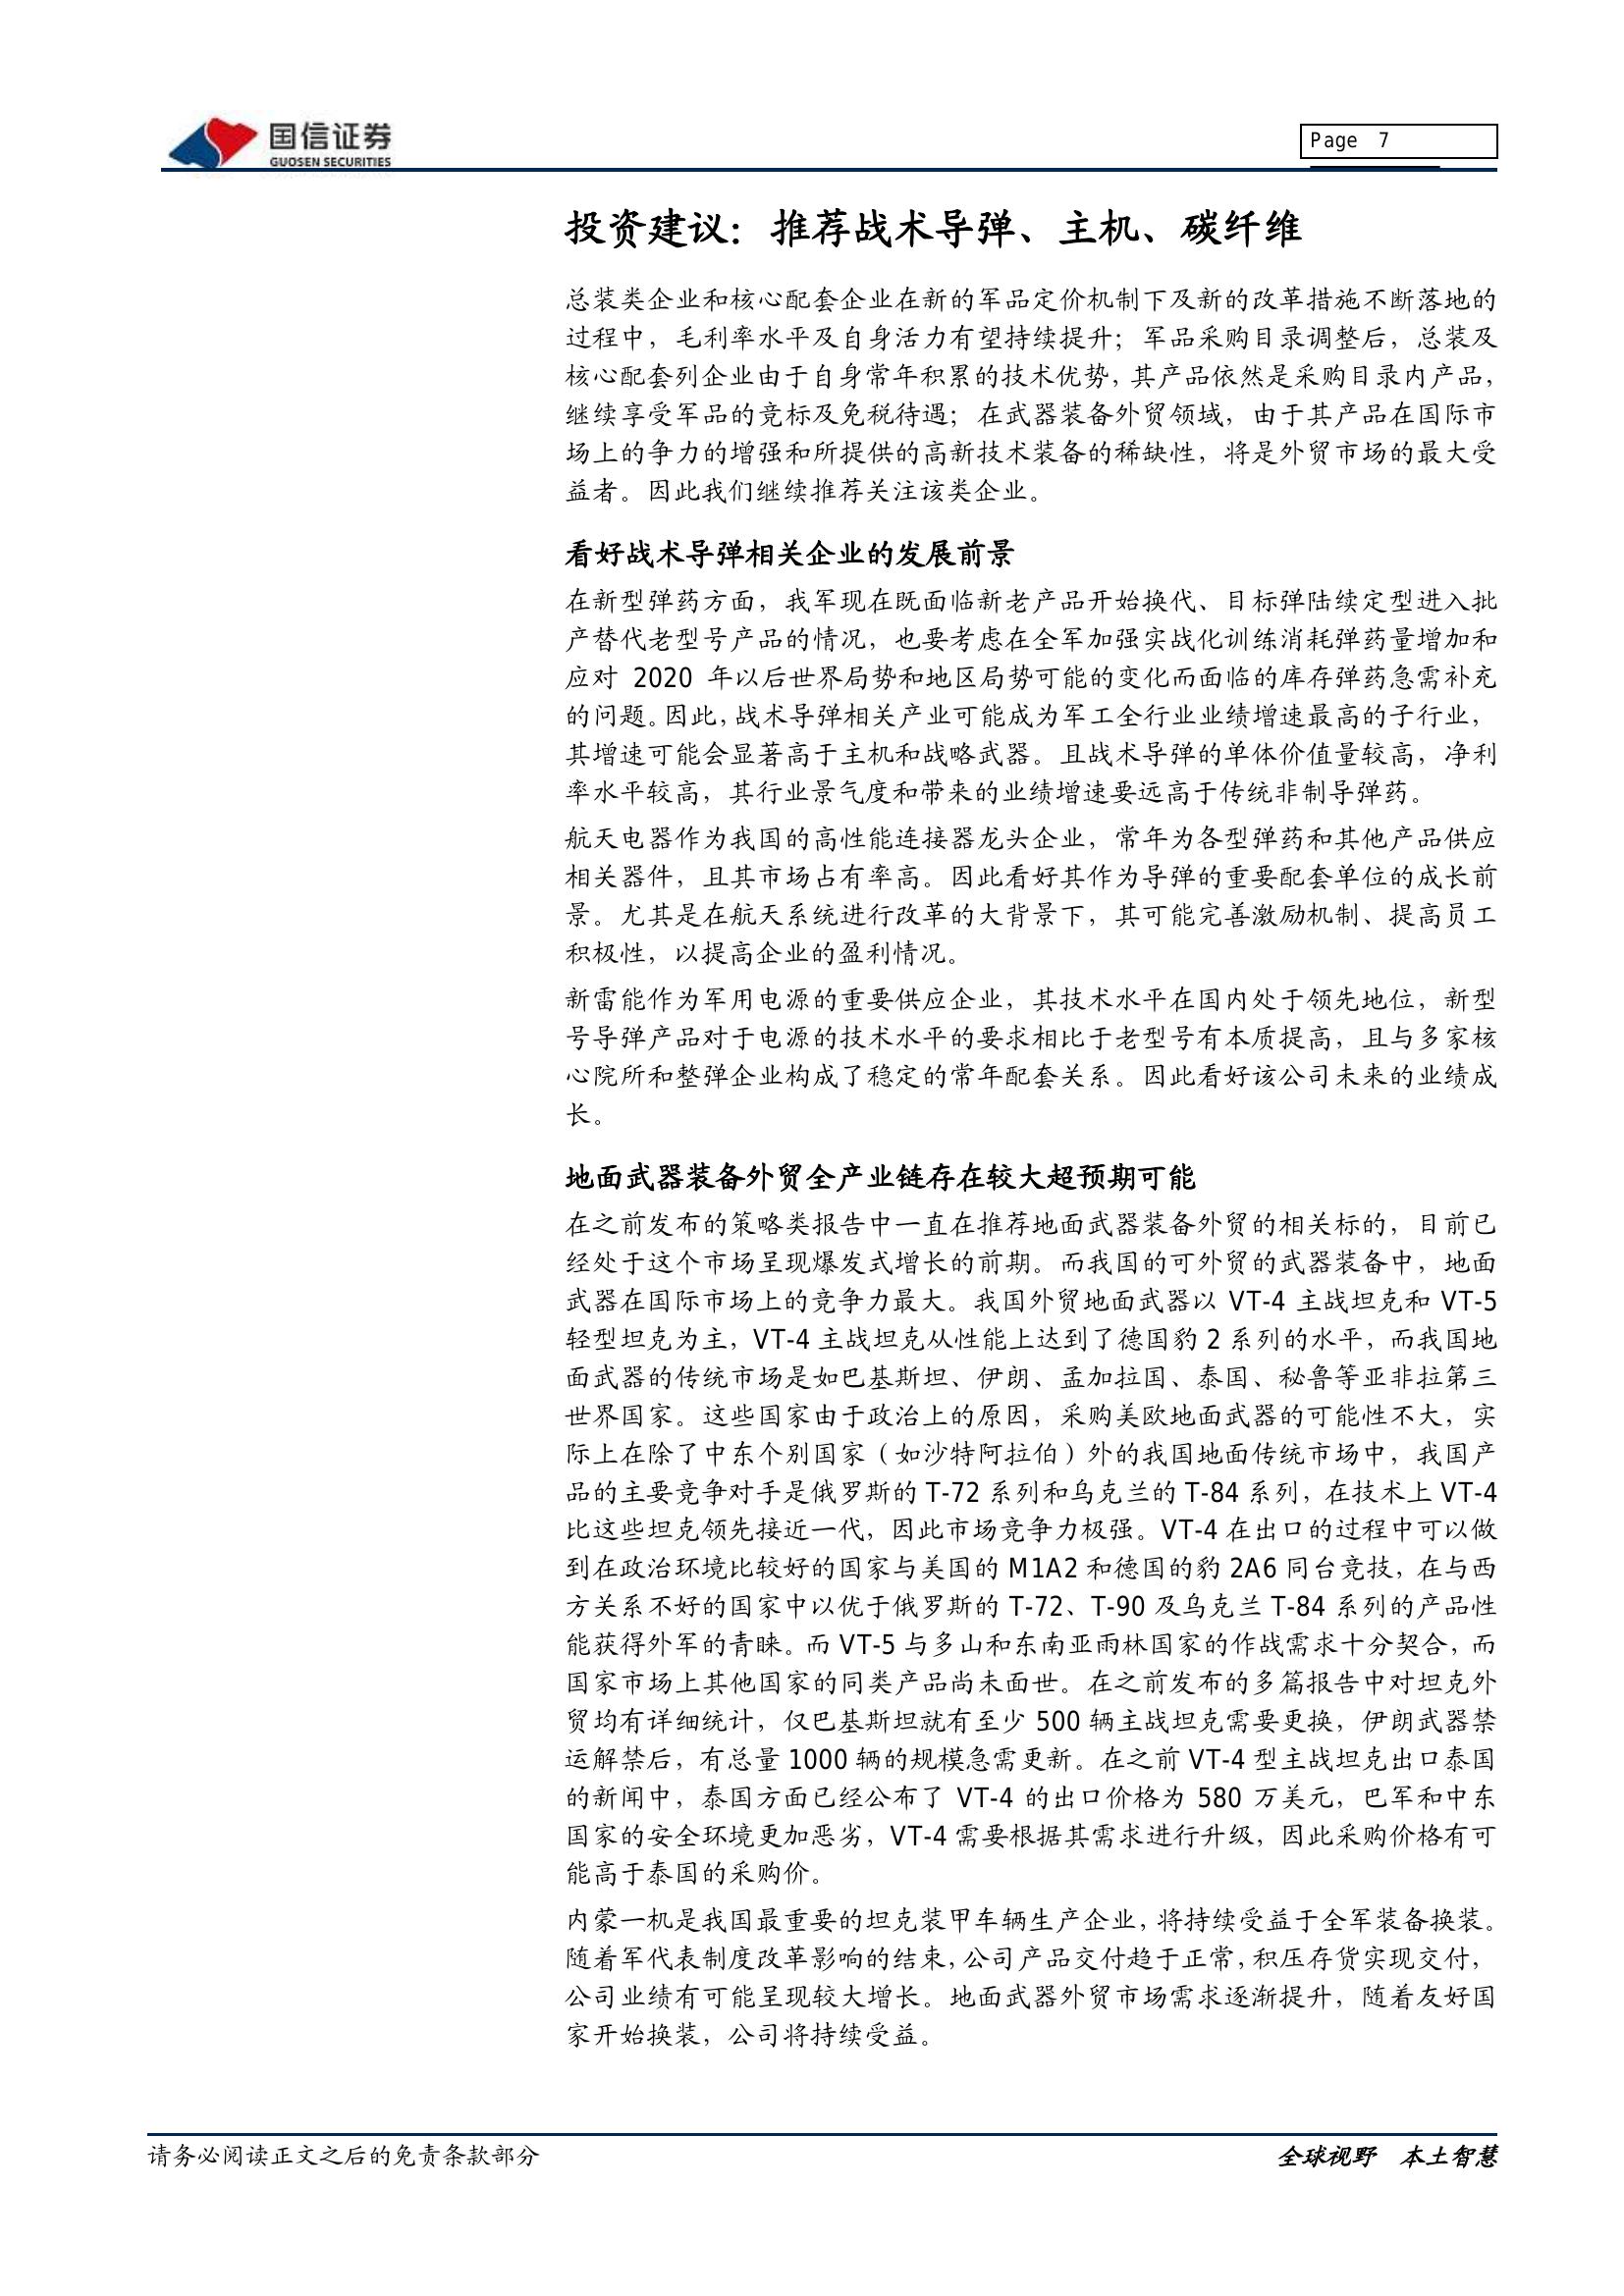 国信证券
GUOSEN SECURITIES
Page 7
投资建议：推荐战术导弹、主机、碳纤维
总装类企业和核心配套企业在新的军品定价机制下及新的改革措施不断落地的
过程中，毛利率水平及自身活力有望持续提升；军品采购目录调整后，总装及
核心配套列企业由于自身常年积累的技术优势，其产品依然是采购目录内产品，
继续享受军品的竞标及免税待遇；在武器装备外贸领域，由于其产品在国际市
场上的争力的增强和所提供的高新技术装备的稀缺性，将是外贸市场的最大受
益者。因此我们继续推荐关注该类企业。
看好战术导弹相关企业的发展前景
在新型弹药方面，我军现在既面临新老产品开始换代、目标弹陆续定型进入批
产替代老型号产品的情况，也要考虑在全军加强实战化训练消耗弹药量增加和
应对 2020 年以后世界局势和地区局势可能的变化而面临的库存弹药急需补充
的问题。因此，战术导弹相关产业可能成为军工全行业业绩增速最高的子行业，
其增速可能会显著高于主机和战略武器。且战术导弹的单体价值量较高，净利
率水平较高，其行业景气度和带来的业绩增速要远高于传统非制导弹药。
航天电器作为我国的高性能连接器龙头企业，常年为各型弹药和其他产品供应
相关器件，且其市场占有率高。因此看好其作为导弹的重要配套单位的成长前
景。尤其是在航天系统进行改革的大背景下，其可能完善激励机制、提高员工
积极性，以提高企业的盈利情况。
新雷能作为军用电源的重要供应企业，其技术水平在国内处于领先地位，新型
号导弹产品对于电源的技术水平的要求相比于老型号有本质提高，且与多家核
心院所和整弹企业构成了稳定的常年配套关系。因此看好该公司未来的业绩成
长。
地面武器装备外贸全产业链存在较大超预期可能
在之前发布的策略类报告中一直在推荐地面武器装备外贸的相关标的，目前已
经处于这个市场呈现爆发式增长的前期。而我国的可外贸的武器装备中，地面
武器在国际市场上的竞争力最大。我国外贸地面武器以 VT-4 主战坦克和 VT-5
轻型坦克为主，VT-4 主战坦克从性能上达到了德国豹 2 系列的水平，而我国地
面武器的传统市场是如巴基斯坦、伊朗、孟加拉国、泰国、秘鲁等亚非拉第三
世界国家。这些国家由于政治上的原因，采购美欧地面武器的可能性不大，实
际上在除了中东个别国家（如沙特阿拉伯）外的我国地面传统市场中，我国产
品的主要竞争对手是俄罗斯的 T-72 系列和乌克兰的 T-84 系列，在技术上 VT-4
比这些坦克领先接近一代，因此市场竞争力极强。VT-4 在出口的过程中可以做
到在政治环境比较好的国家与美国的 M1A2 和德国的豹 2A6 同台竞技，在与西
方关系不好的国家中以优于俄罗斯的 T-72、T-90 及乌克兰 T-84 系列的产品性
能获得外军的青睐。而 VT-5 与多山和东南亚雨林国家的作战需求十分契合，而
国家市场上其他国家的同类产品尚未面世。在之前发布的多篇报告中对坦克外
贸均有详细统计，仅巴基斯坦就有至少 500 辆主战坦克需要更换，伊朗武器禁
运解禁后，有总量 1000 辆的规模急需更新。在之前 VT-4 型主战坦克出口泰国
的新闻中，泰国方面已经公布了 VT-4 的出口价格为 580 万美元，巴军和中东
国家的安全环境更加恶劣，VT-4 需要根据其需求进行升级，因此采购价格有可
能高于泰国的采购价。
内蒙一机是我国最重要的坦克装甲车辆生产企业，将持续受益于全军装备换装。
随着军代表制度改革影响的结束，公司产品交付趋于正常，积压存货实现交付，
公司业绩有可能呈现较大增长。地面武器外贸市场需求逐渐提升，随着友好国
家开始换装，公司将持续受益。
请务必阅读正文之后的免责条款部分
全球视野 本土智慧